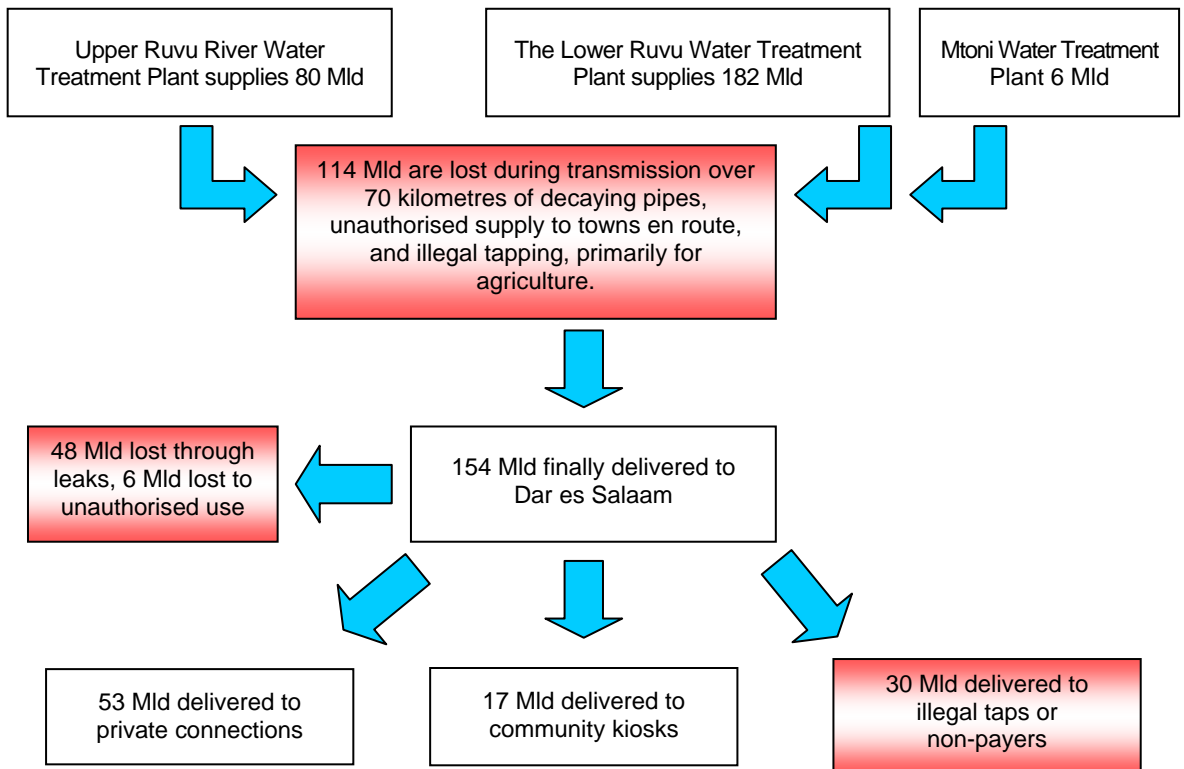 Upper Ruvu River Water
Treatment Plant supplies 80 Mld
The Lower Ruvu Water Treatment
Plant supplies 182 Mld
Mtoni Water Treatment
Plant 6 Mld
114 Mld are lost during transmission over
70 kilometres of decaying pipes,
unauthorised supply to towns en route,
and illegal tapping, primarily for
agriculture.
48 Mld lost through
leaks, 6 Mld lost to
unauthorised use
154 Mld finally delivered to
Dar es Salaam
53 Mld delivered to
private connections
17 Mld delivered to
community kiosks
30 Mld delivered to
illegal taps or
non-payers